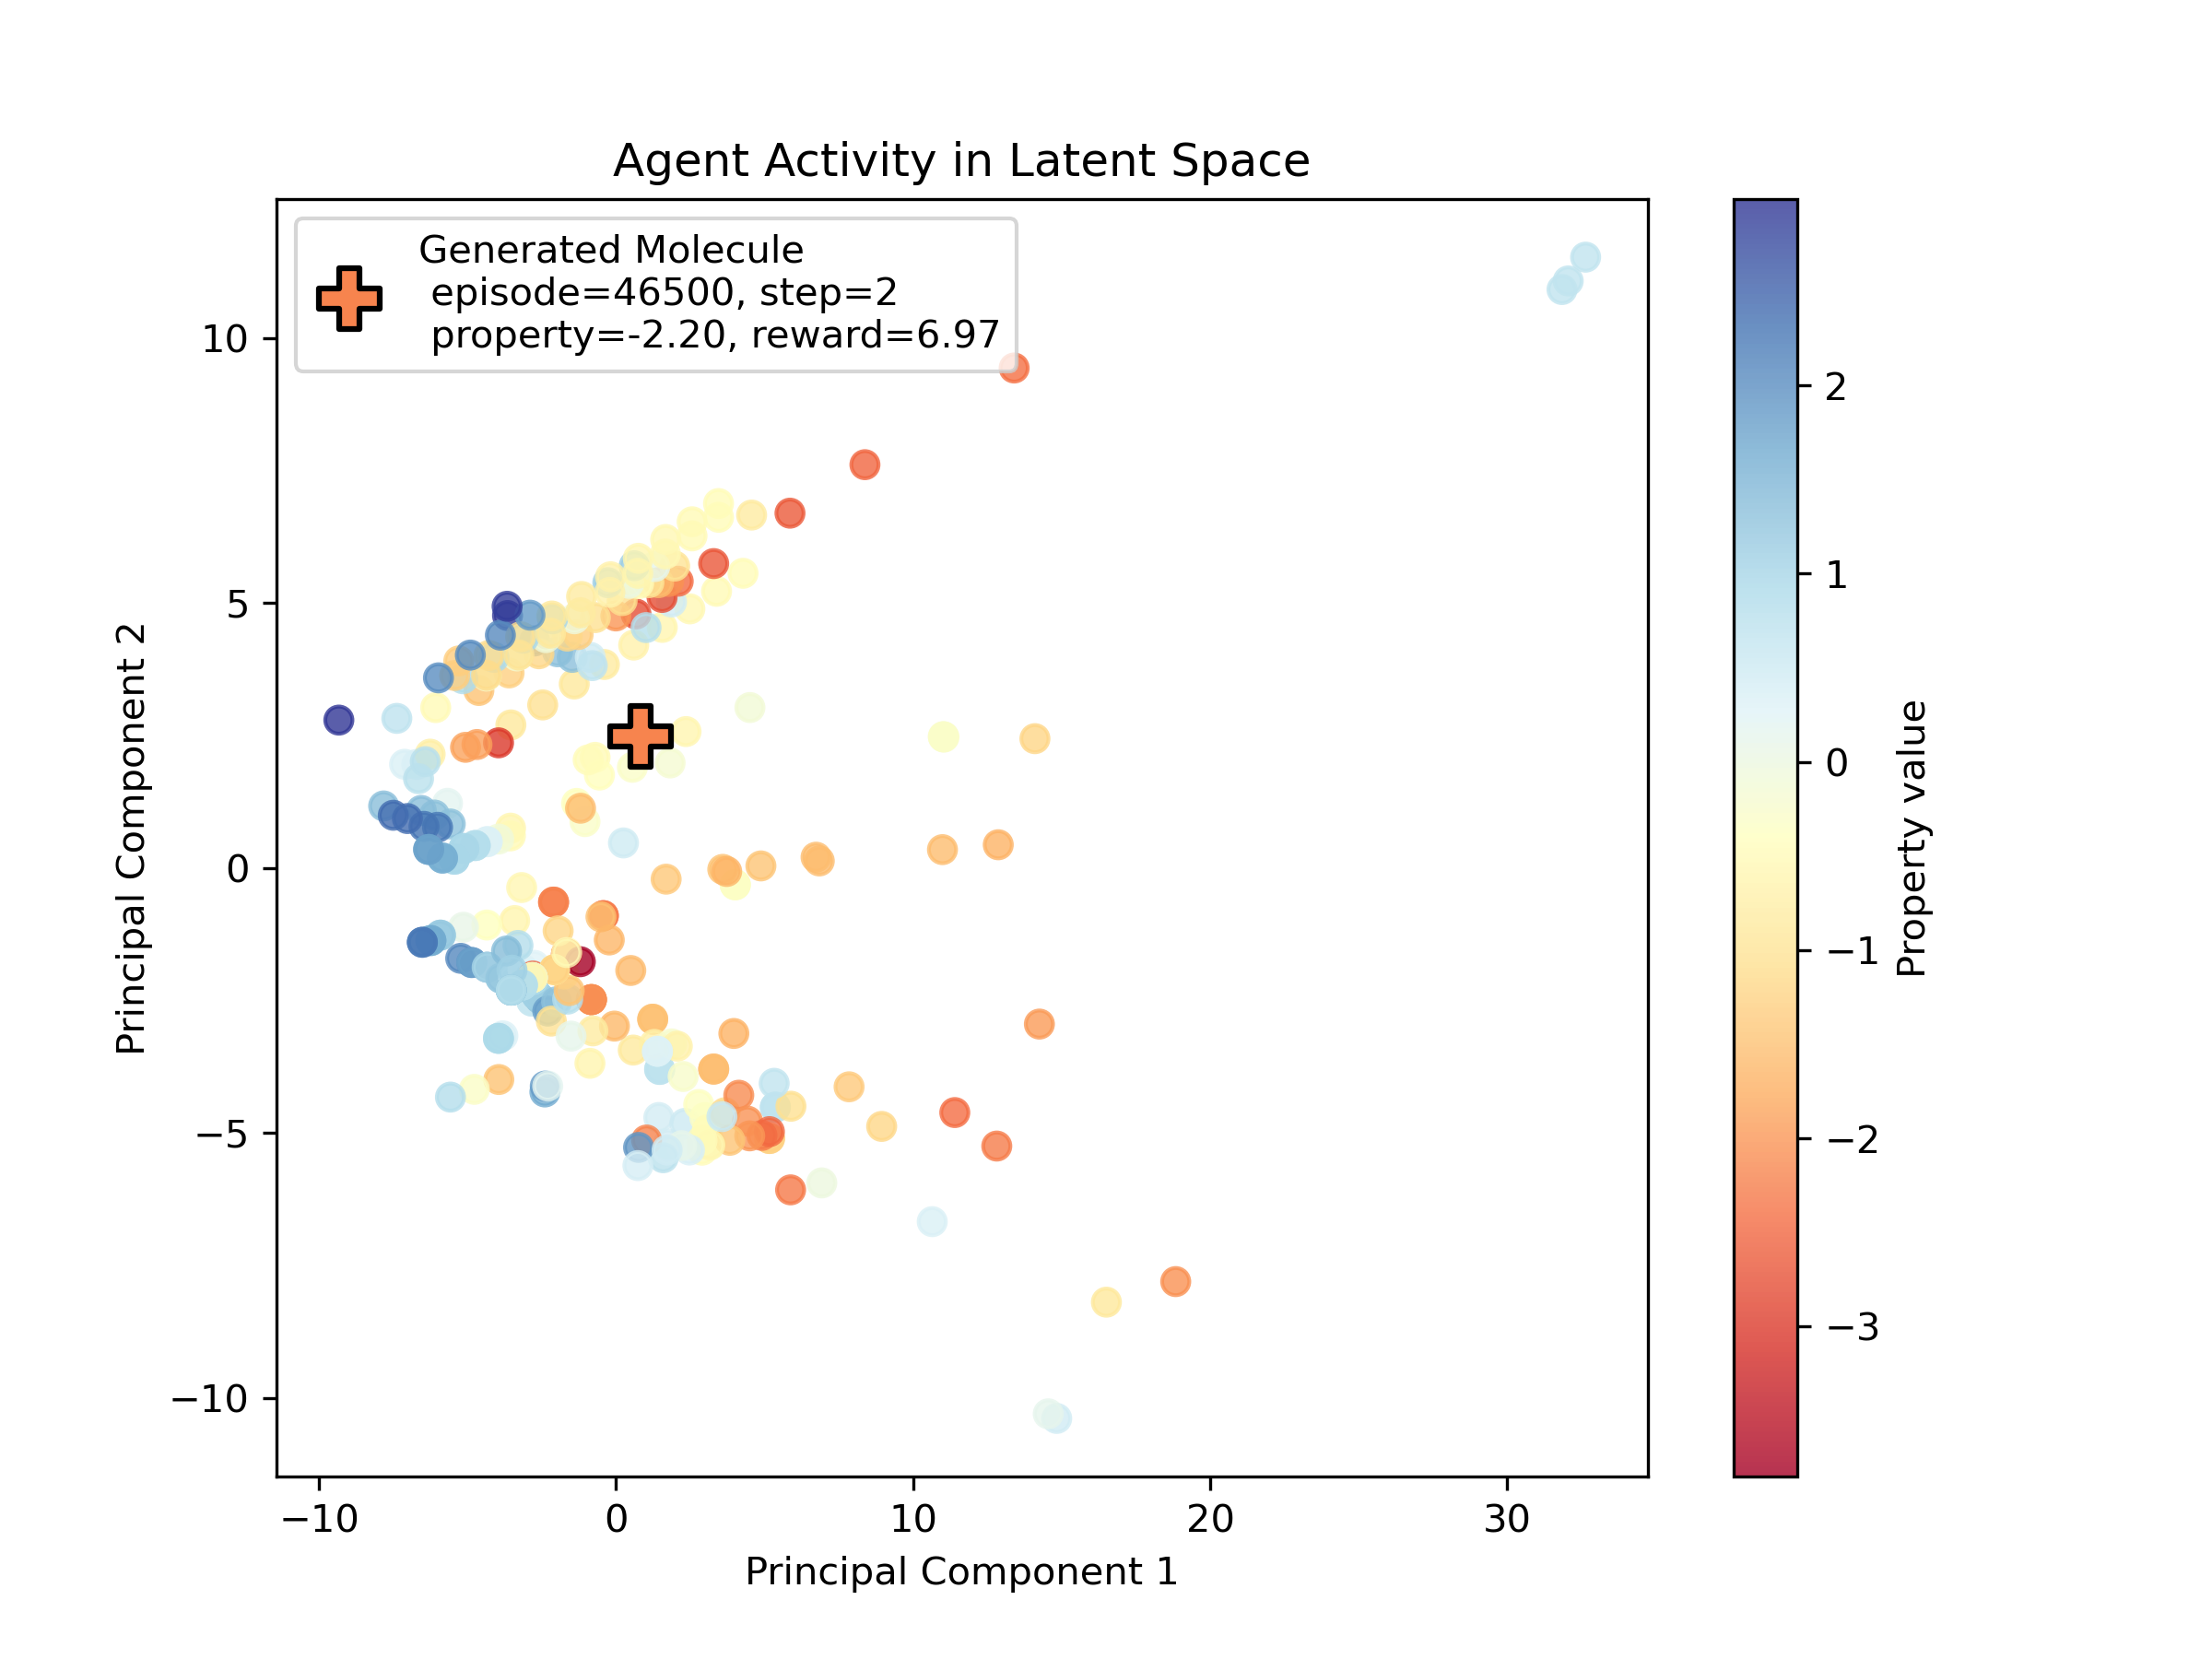 Agent Activity in Latent Space
Generated Molecule
episode=46500, step=2
property=-2.20, reward=6.97
10
5
0
−5
−10
Principal Component 2
−10
0
10
20
30
Principal Component 1
2
1
0
−1
−2
−3
Property value